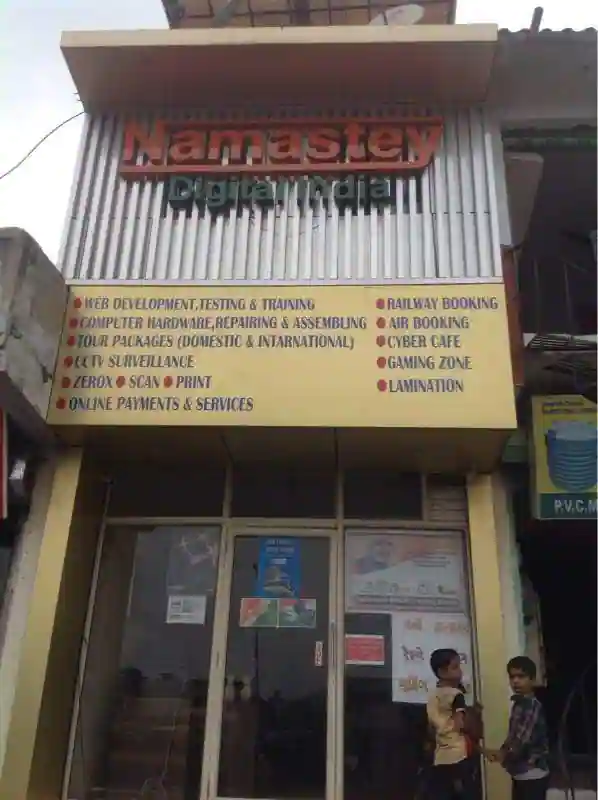 Namastey
Digital India
WEB DEVELOPMENT,TESTING & TRAINING
COMPUTER HARDWARE,REPAIRING & ASSEMBLING
TOUR PACKAGES (DOMESTIC & INTARNATIONAL)
CCTV SURVEILLANCE
ZEROX SCAN PRINT
ONLINE PAYMENTS & SERVICES
RAILWAY BOOKING
AIR BOOKING
CYBER CAFE
GAMING ZONE
LAMINATION
P.V.C.